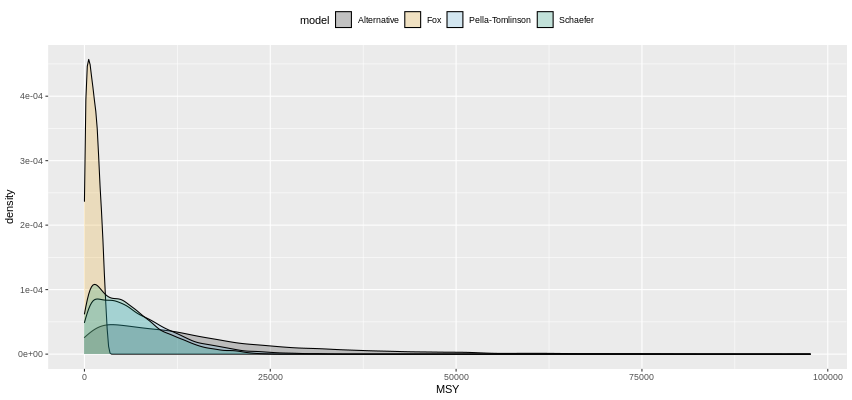 model Alternative Fox Pella-Tomlinson Schaefer
density
4e-04
3e-04
2e-04
1e-04
0e+00
0 25000 50000 75000 100000
MSY